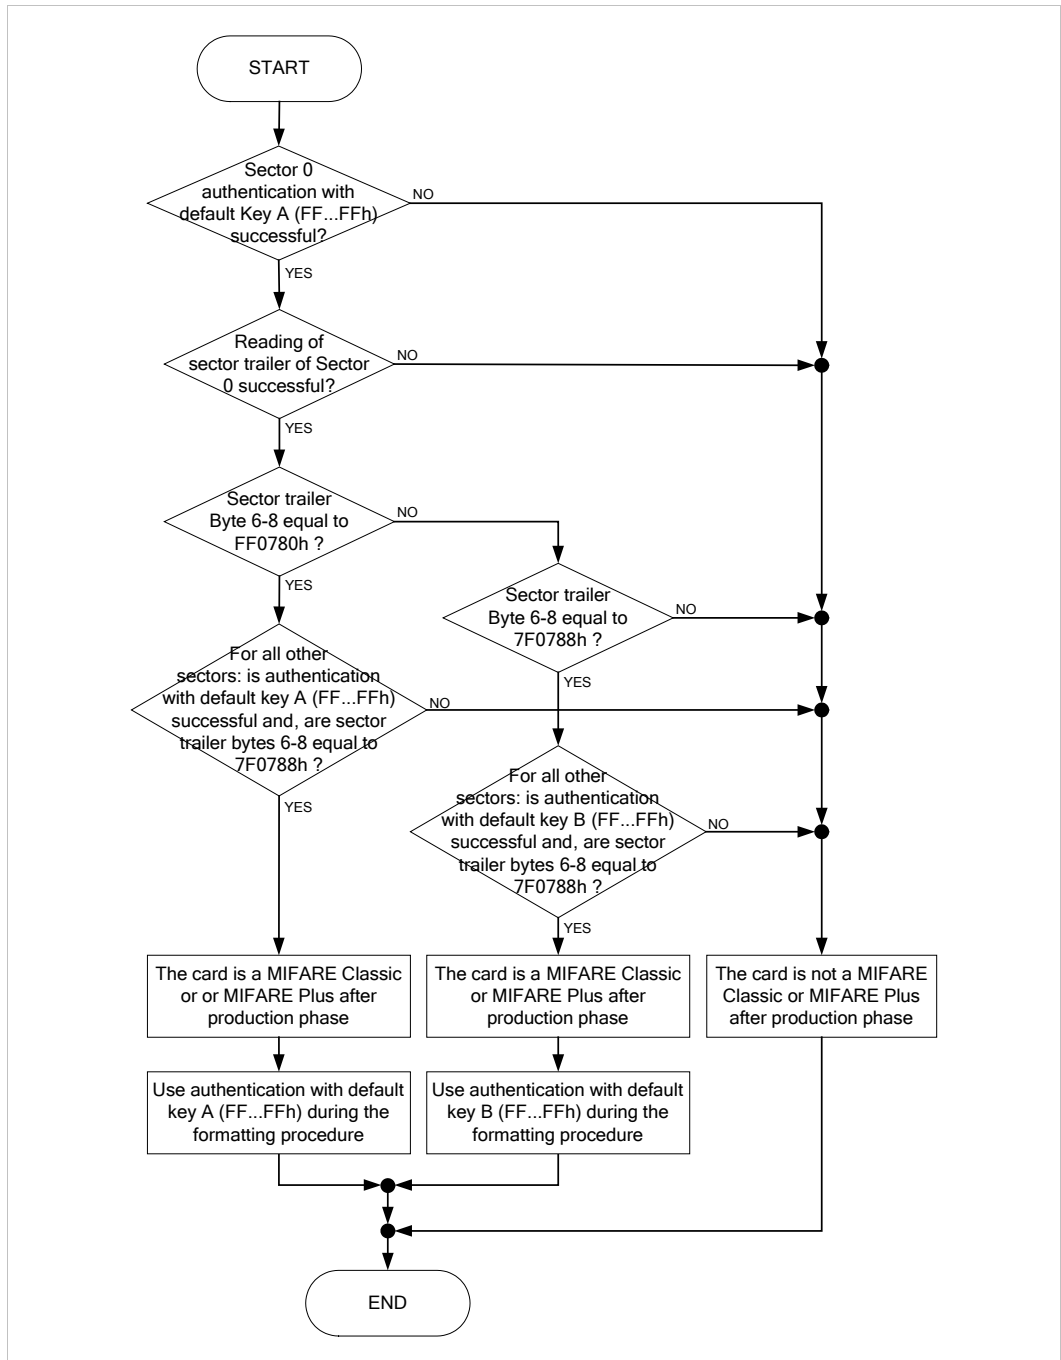 START
Sector 0
authentication with
default Key A (FF...FFh)
successful?
NO
YES
Reading of
sector trailer of Sector
0 successful?
NO
YES
Sector trailer
Byte 6-8 equal to
FF0780h ?
NO
YES
Sector trailer
Byte 6-8 equal to
7F0788h ?
NO
YES
For all other
sectors: is authentication
with default key A (FF...FFh)
successful and, are sector
trailer bytes 6-8 equal to
7F0788h ?
NO
YES
For all other
sectors: is authentication
with default key B (FF...FFh)
successful and, are sector
trailer bytes 6-8 equal to
7F0788h ?
NO
YES
The card is a MIFARE Classic
or or MIFARE Plus after
production phase
The card is a MIFARE Classic
or MIFARE Plus after
production phase
The card is not a MIFARE
Classic or MIFARE Plus
after production phase
Use authentication with default
key A (FF...FFh) during the
formatting procedure
Use authentication with default
key B (FF...FFh) during the
formatting procedure
END